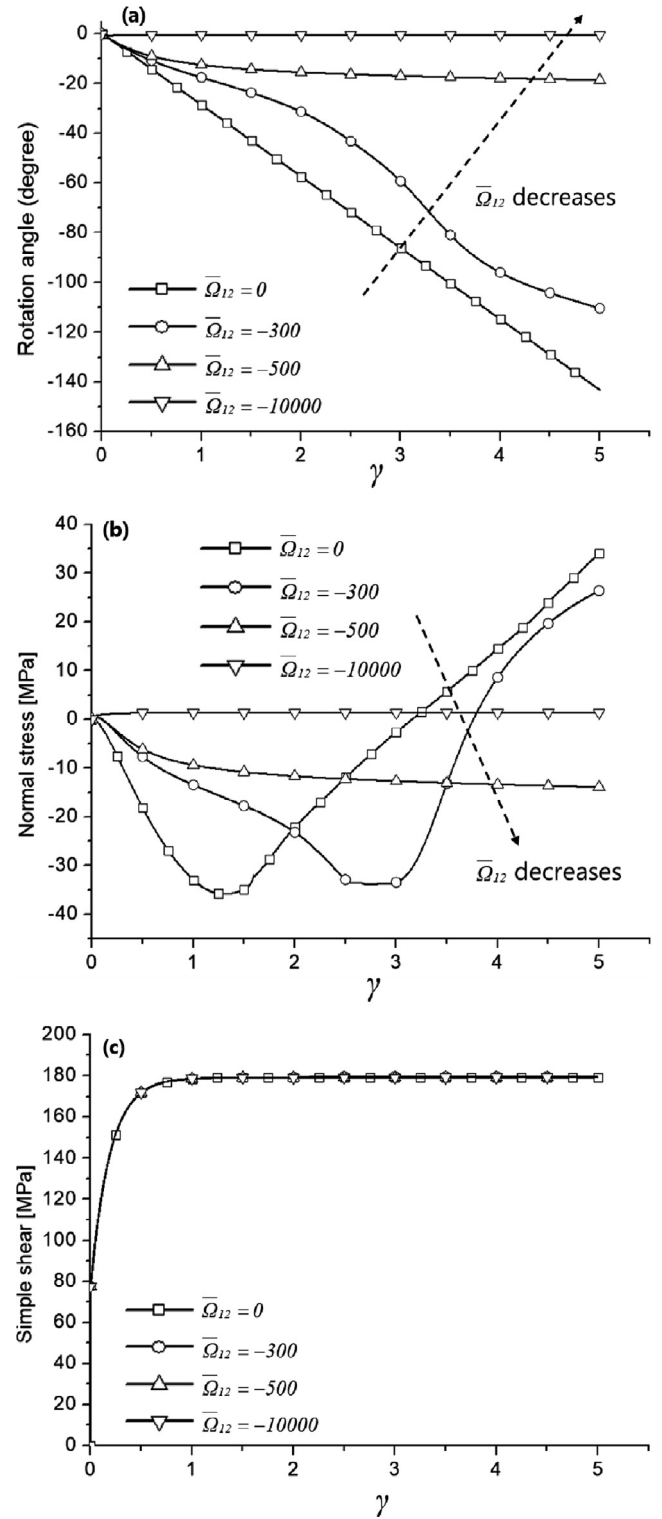 (a)
0
-20
-40
-60
-80
-100
-120
-140
-160
Rotation angle (degree)
Ω̅₁₂ decreases
Ω̅₁₂ = 0
Ω̅₁₂ = −300
Ω̅₁₂ = −500
Ω̅₁₂ = −10000
0 1 2 3 4 5
γ
(b)
40
30
20
10
0
-10
-20
-30
-40
Normal stress [MPa]
Ω̅₁₂ = 0
Ω̅₁₂ = −300
Ω̅₁₂ = −500
Ω̅₁₂ = −10000
Ω̅₁₂ decreases
0 1 2 3 4 5
γ
(c)
200
180
160
140
120
100
80
60
40
20
0
Simple shear [MPa]
Ω̅₁₂ = 0
Ω̅₁₂ = −300
Ω̅₁₂ = −500
Ω̅₁₂ = −10000
0 1 2 3 4 5
γ